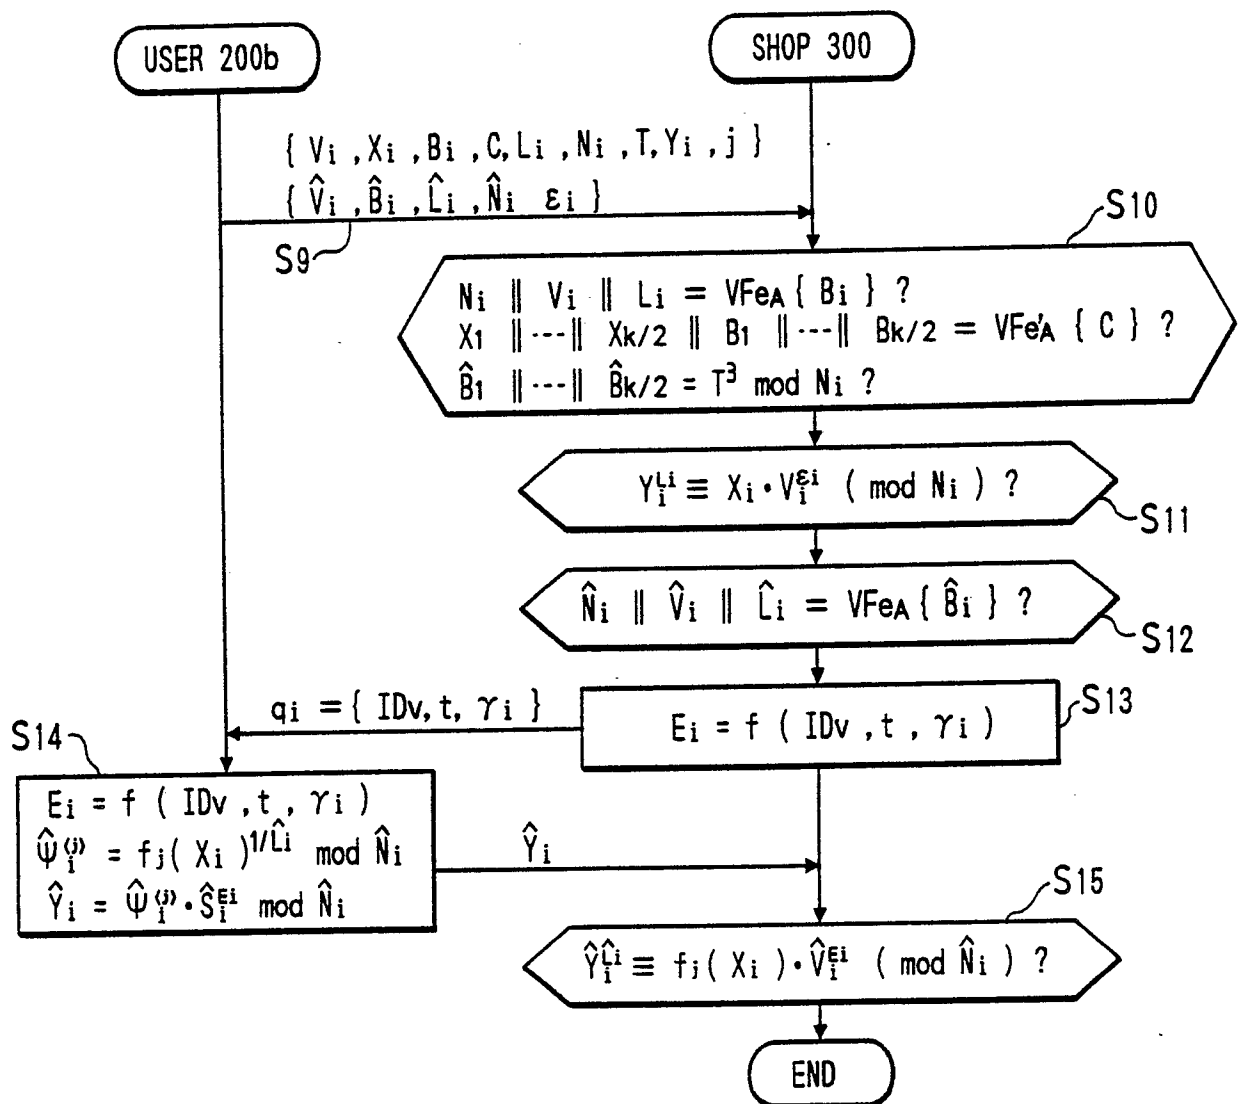 USER 200b
SHOP 300
{ Vi , Xi , Bi , C, Li , Ni , T, Yi , j }
{ V̂i , B̂i , L̂i , N̂i εi }
S9
S10
Ni ∥ Vi ∥ Li = VFeA { Bi } ?
X1 ∥---∥ Xk/2 ∥ B1 ∥---∥ Bk/2 = VFe'A { C } ?
B̂1 ∥---∥ B̂k/2 = T³ mod Ni ?
Yi^Li ≡ Xi · Vi^εi ( mod Ni ) ?
S11
N̂i ∥ V̂i ∥ L̂i = VFeA { B̂i } ?
S12
qi = { IDv, t, γi }
Ei = f ( IDv , t , γi )
S13
S14
Ei = f ( IDv , t , γi )
Ψ̂i^(j) = fj( Xi )^1/L̂i mod N̂i
Ŷi = Ψ̂i^(j) · Ŝi^Ei mod N̂i
Ŷi
S15
Ŷi^L̂i ≡ fj( Xi ) · V̂i^Ei ( mod N̂i ) ?
END